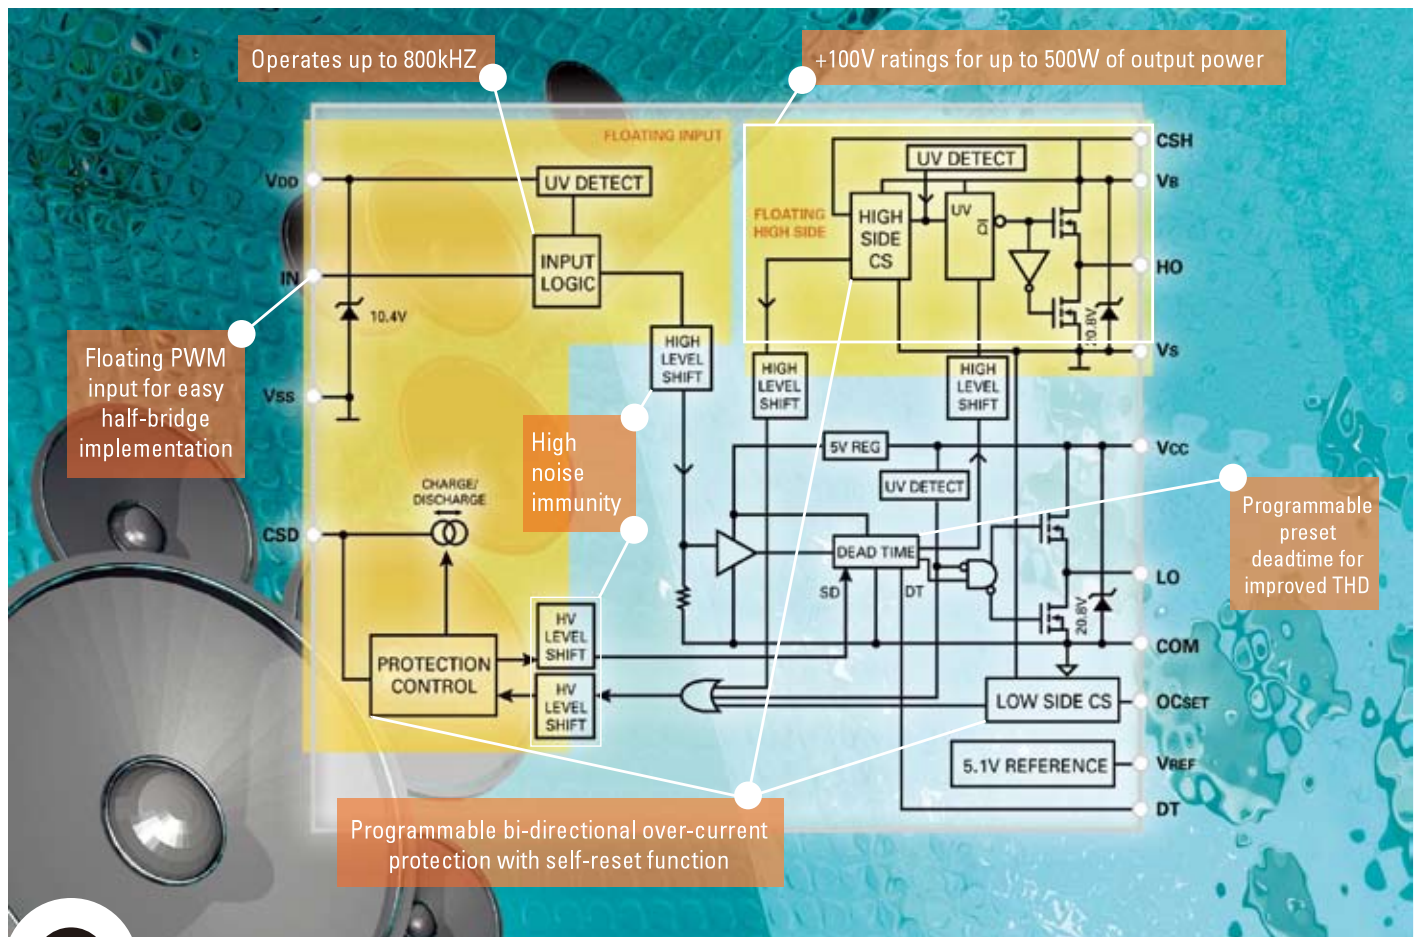 Operates up to 800kHZ
+100V ratings for up to 500W of output power
FLOATING INPUT
CSH
UV DETECT
VDD
UV DETECT
VB
FLOATING
HIGH SIDE
HIGH
SIDE
CS
UV
Q
INPUT
LOGIC
IN
HO
10.4V
20.8V
Floating PWM
input for easy
half-bridge
implementation
HIGH
LEVEL
SHIFT
HIGH
LEVEL
SHIFT
HIGH
LEVEL
SHIFT
VS
VSS
High
noise
immunity
5V REG
VCC
UV DETECT
CHARGE/
DISCHARGE
Programmable
preset
deadtime for
improved THD
CSD
DEAD TIME
SD
DT
LO
20.8V
HV
LEVEL
SHIFT
COM
PROTECTION
CONTROL
HV
LEVEL
SHIFT
LOW SIDE CS
OCSET
5.1V REFERENCE
VREF
DT
Programmable bi-directional over-current
protection with self-reset function